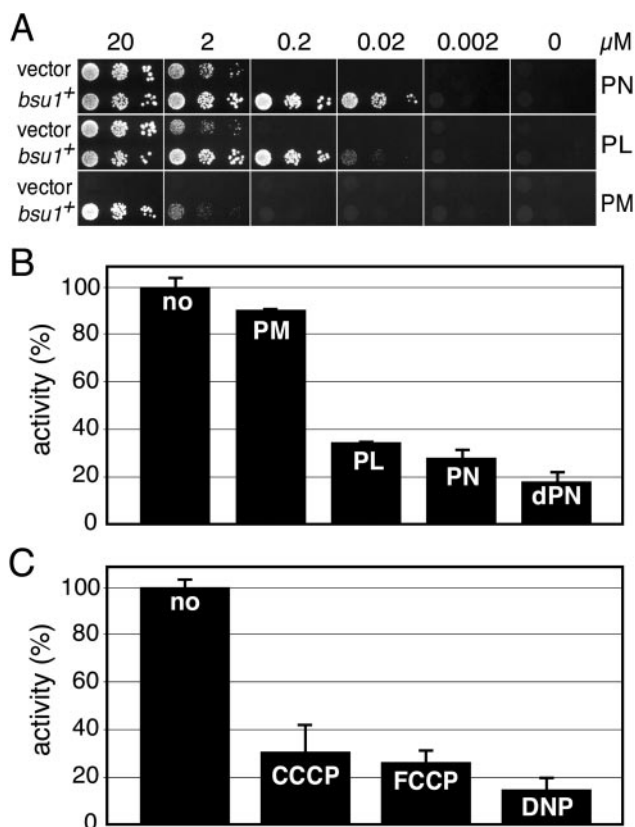 A
20 2 0.2 0.02 0.002 0 µM
vector
bsu1+
PN
vector
bsu1+
PL
vector
bsu1+
PM
B
activity (%)
100
80
60
40
20
0
no
PM
PL
PN
dPN
C
activity (%)
100
80
60
40
20
0
no
CCCP
FCCP
DNP